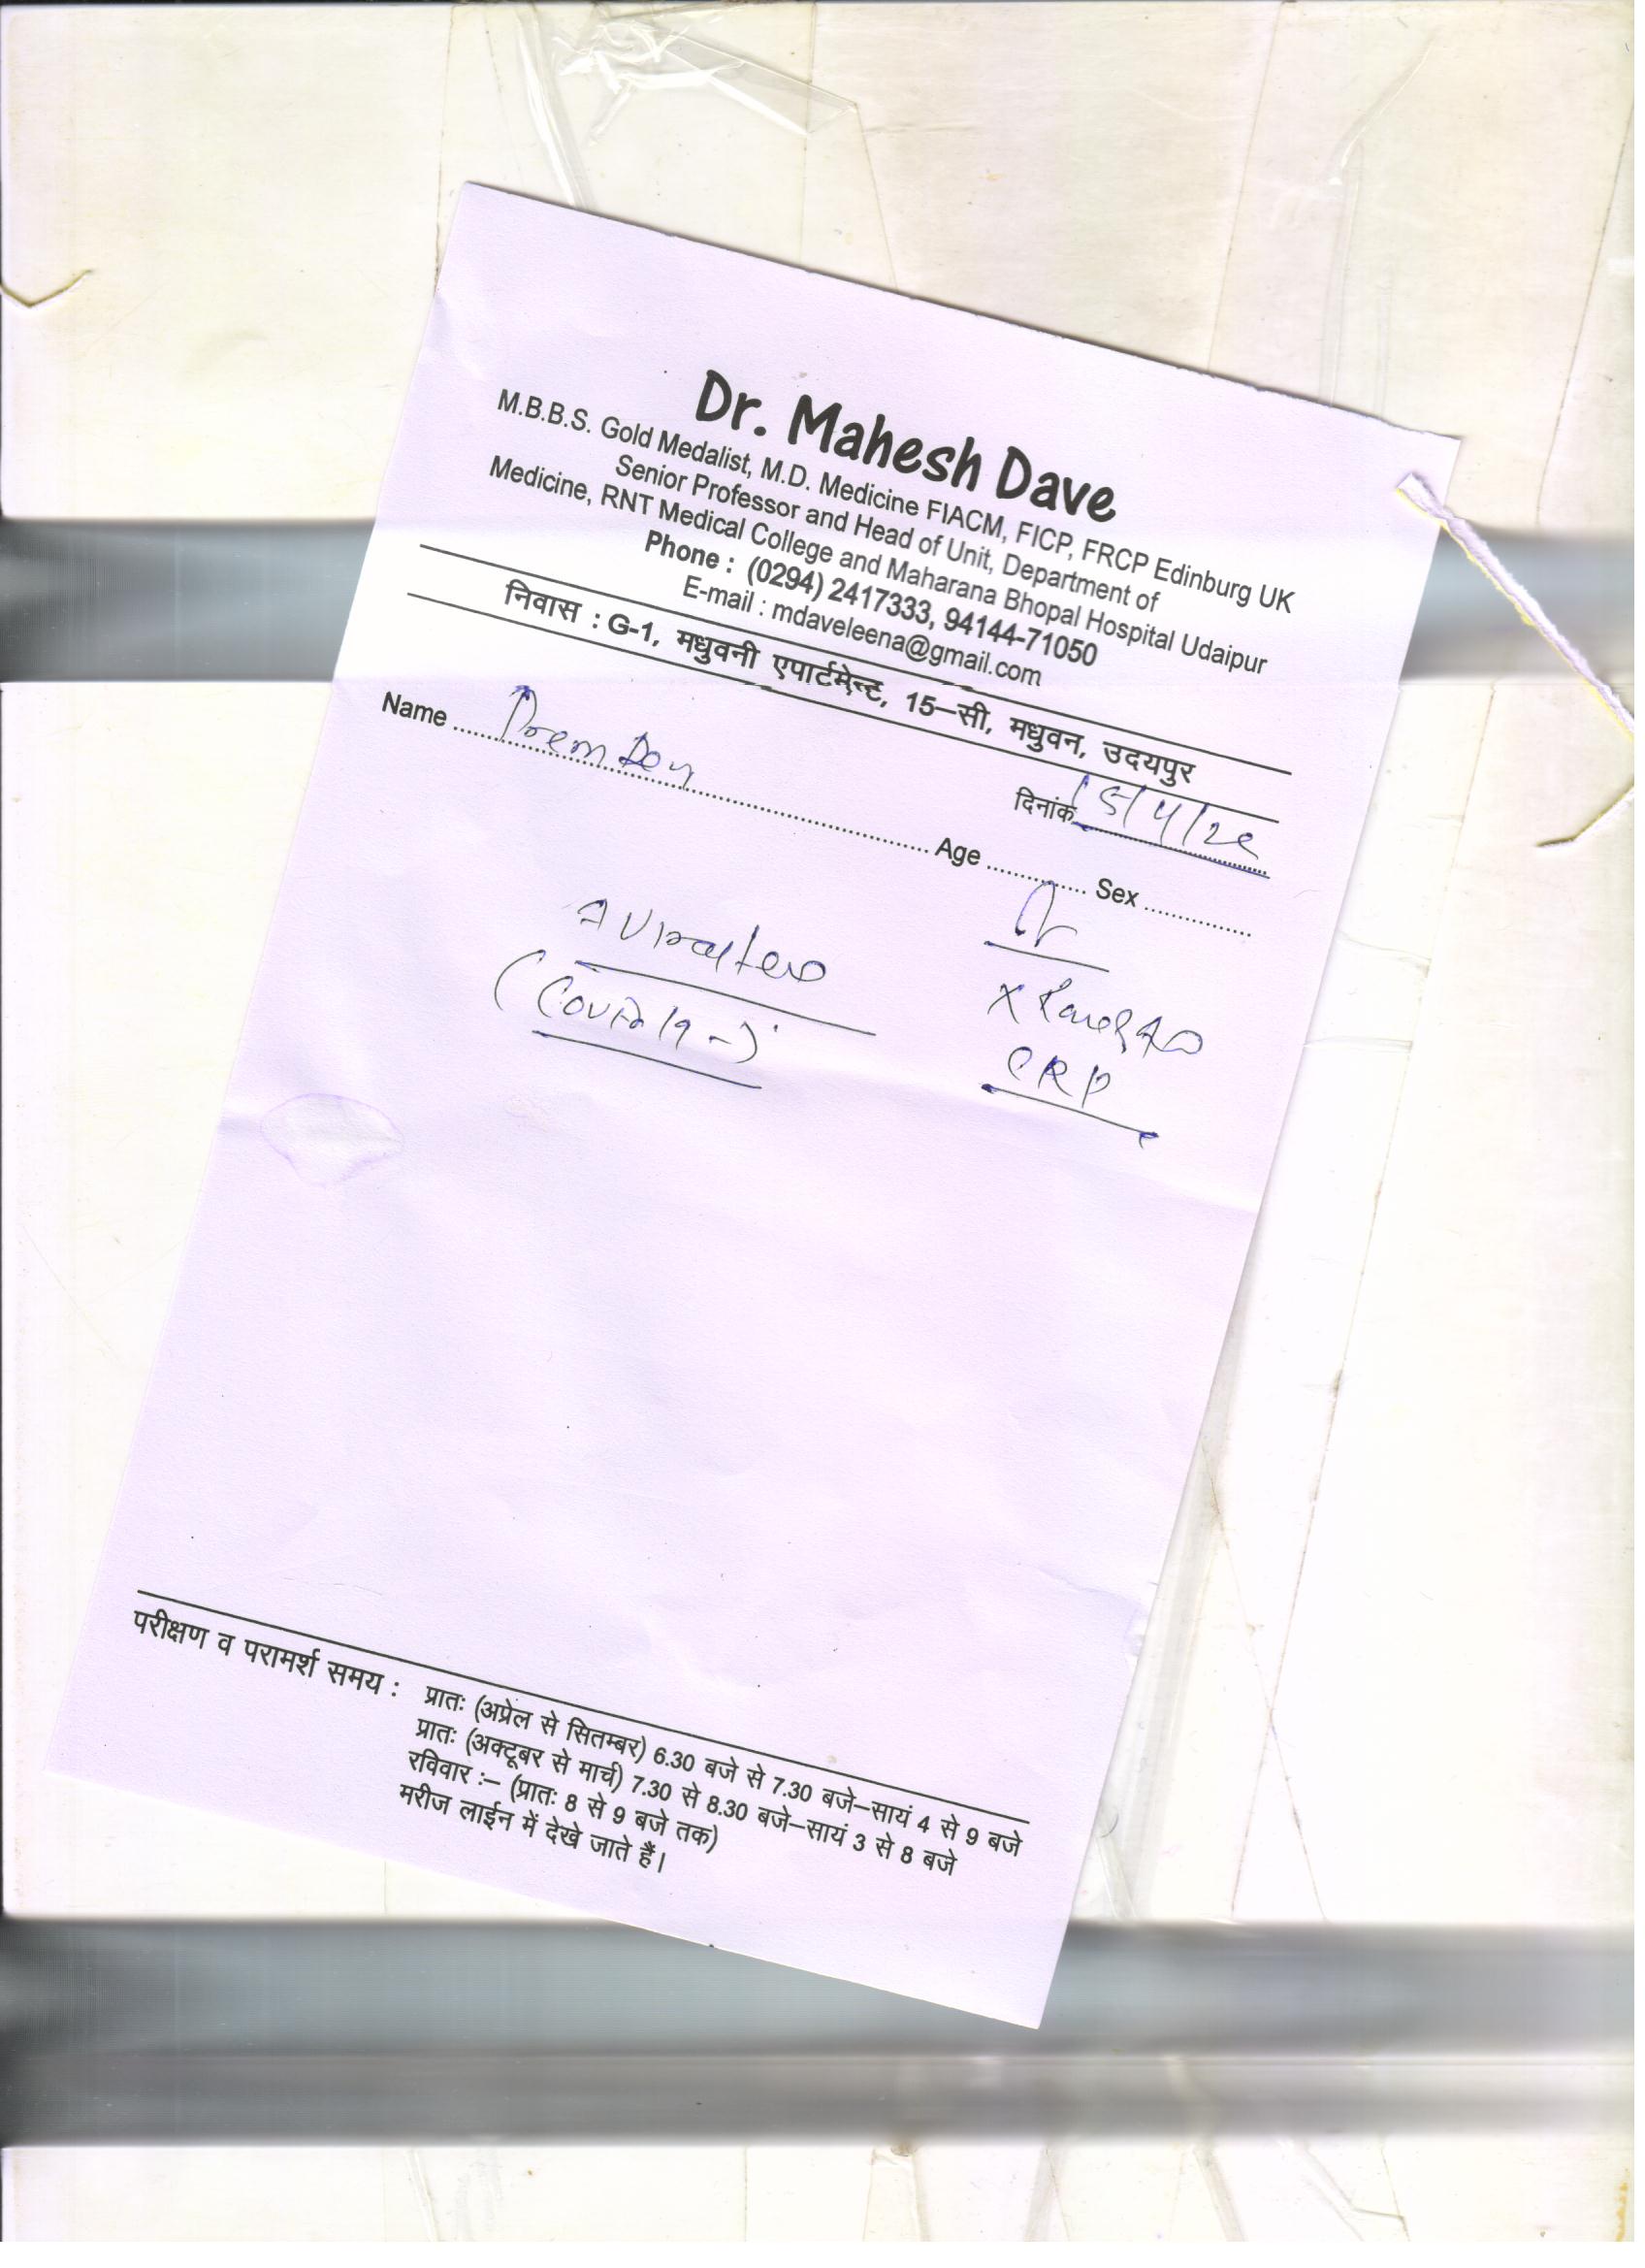 Dr. Mahesh Dave
M.B.B.S. Gold Medalist, M.D. Medicine FIACM, FICP, FRCP Edinburg UK
Senior Professor and Head of Unit, Department of
Medicine, RNT Medical College and Maharana Bhopal Hospital Udaipur
Phone : (0294) 2417333, 94144-71050
E-mail : mdaveleena@gmail.com
निवास : G-1, मधुवनी एपार्टमेन्ट, 15–सी, मधुवन, उदयपुर
दिनांक 15/4/20
Name Prem Age Sex
(Covid 19 -)
CRP
परीक्षण व परामर्श समय : प्रातः (अप्रेल से सितम्बर) 6.30 बजे से 7.30 बजे–सायं 4 से 9 बजे
प्रातः (अक्टूबर से मार्च) 7.30 से 8.30 बजे–सायं 3 से 8 बजे
रविवार :– (प्रातः 8 से 9 बजे तक)
मरीज लाईन में देखे जाते हैं।